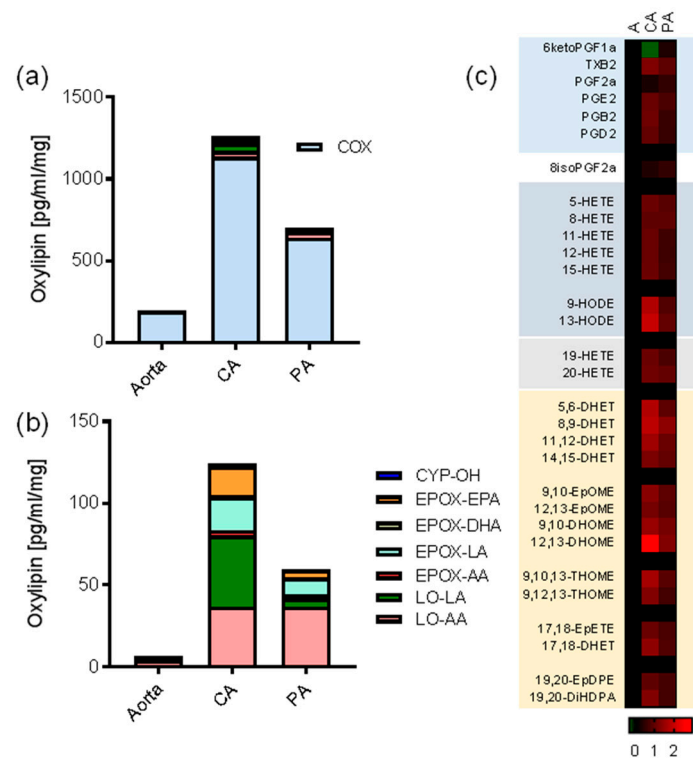 (a)
1500
1000
500
0
Oxylipin [pg/ml/mg]
COX
Aorta
CA
PA
(b)
150
100
50
0
Oxylipin [pg/ml/mg]
CYP-OH
EPOX-EPA
EPOX-DHA
EPOX-LA
EPOX-AA
LO-LA
LO-AA
Aorta
CA
PA
(c)
A
CA
PA
6ketoPGF1a
TXB2
PGF2a
PGE2
PGB2
PGD2
8isoPGF2a
5-HETE
8-HETE
11-HETE
12-HETE
15-HETE
9-HODE
13-HODE
19-HETE
20-HETE
5,6-DHET
8,9-DHET
11,12-DHET
14,15-DHET
9,10-EpOME
12,13-EpOME
9,10-DHOME
12,13-DHOME
9,10,13-THOME
9,12,13-THOME
17,18-EpETE
17,18-DHET
19,20-EpDPE
19,20-DiHDPA
0 1 2